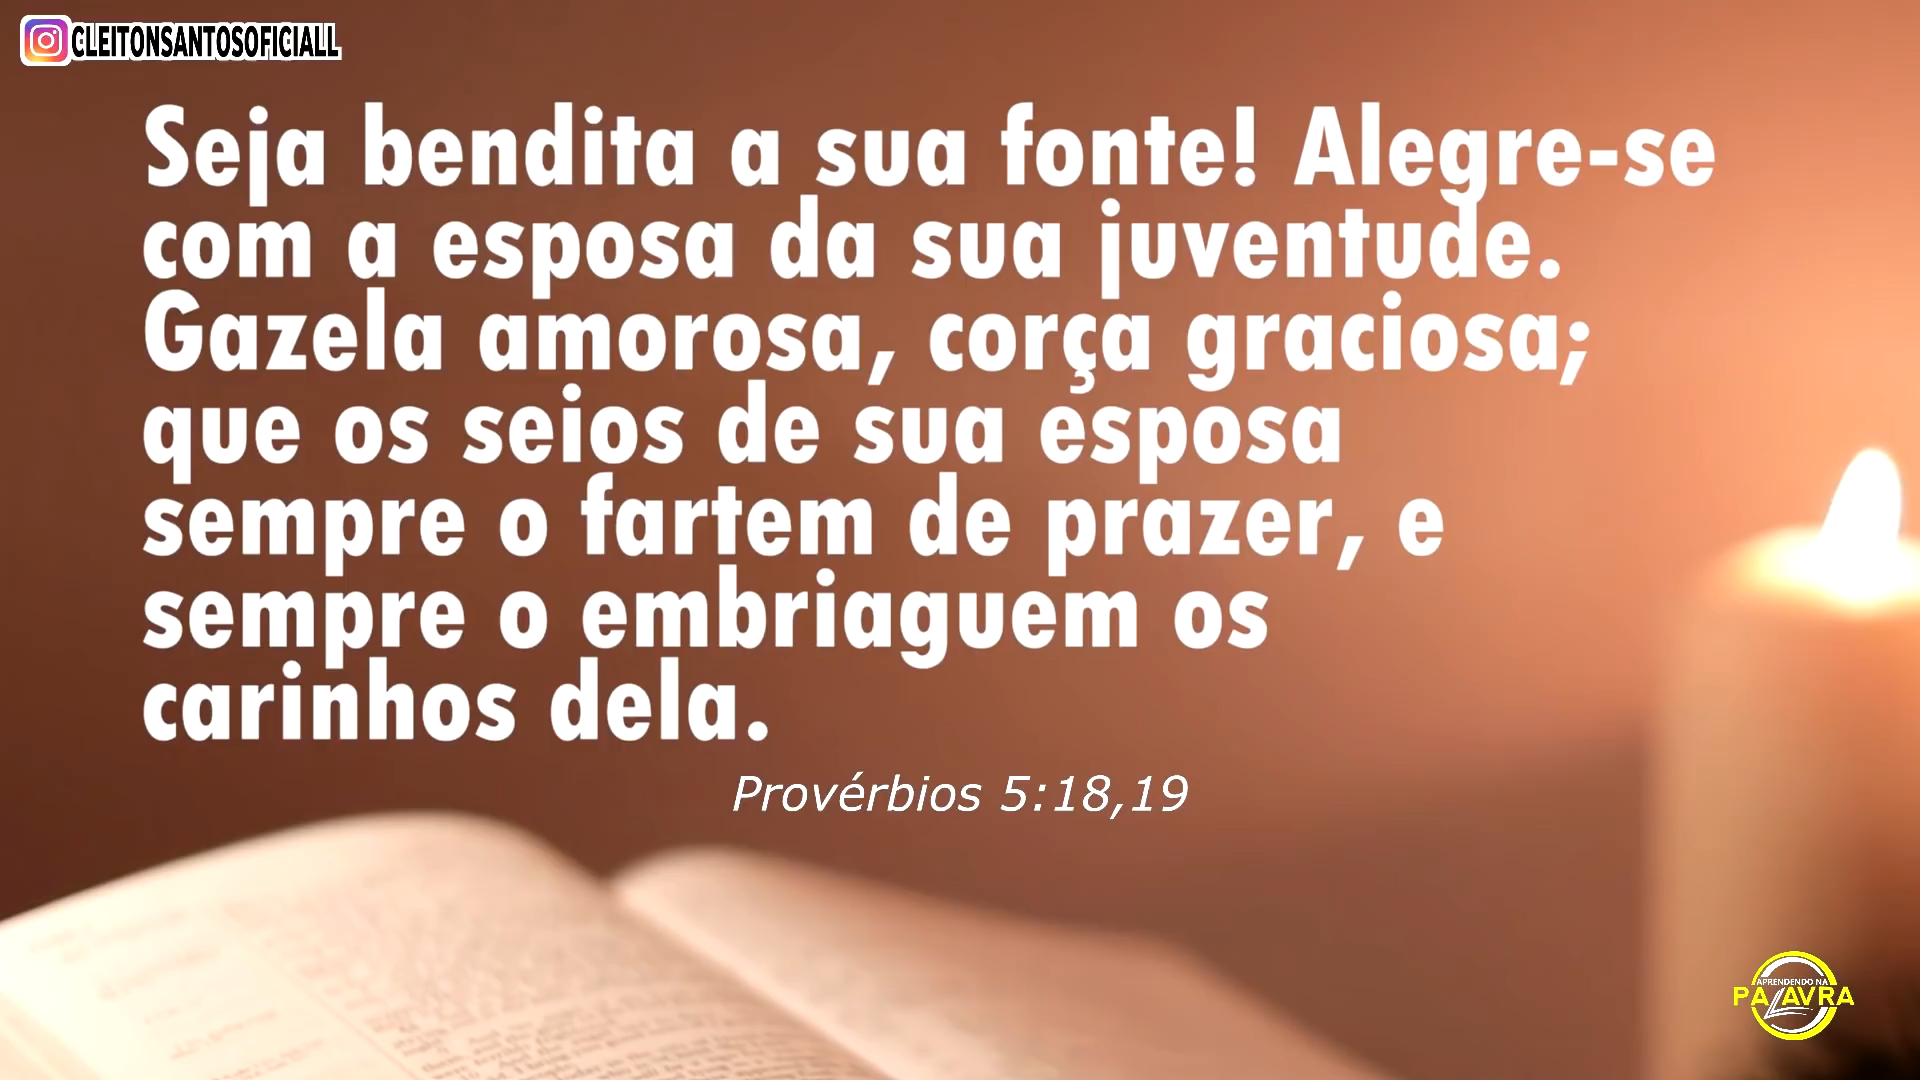 CLEITONSANTOSOFICIALL
Seja bendita a sua fonte! Alegre-se
com a esposa da sua juventude.
Gazela amorosa, corça graciosa;
que os seios de sua esposa
sempre o fartem de prazer, e
sempre o embriaguem os
carinhos dela.
Provérbios 5:18,19
APRENDENDO NA
PALAVRA